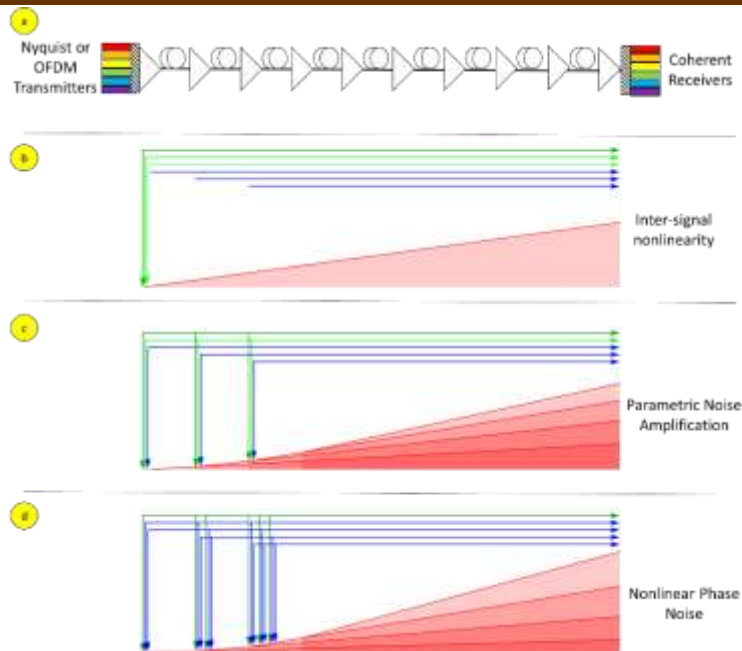 a
Nyquist or
OFDM
Transmitters
Coherent
Receivers
b
Inter-signal
nonlinearity
c
Parametric Noise
Amplification
d
Nonlinear Phase
Noise